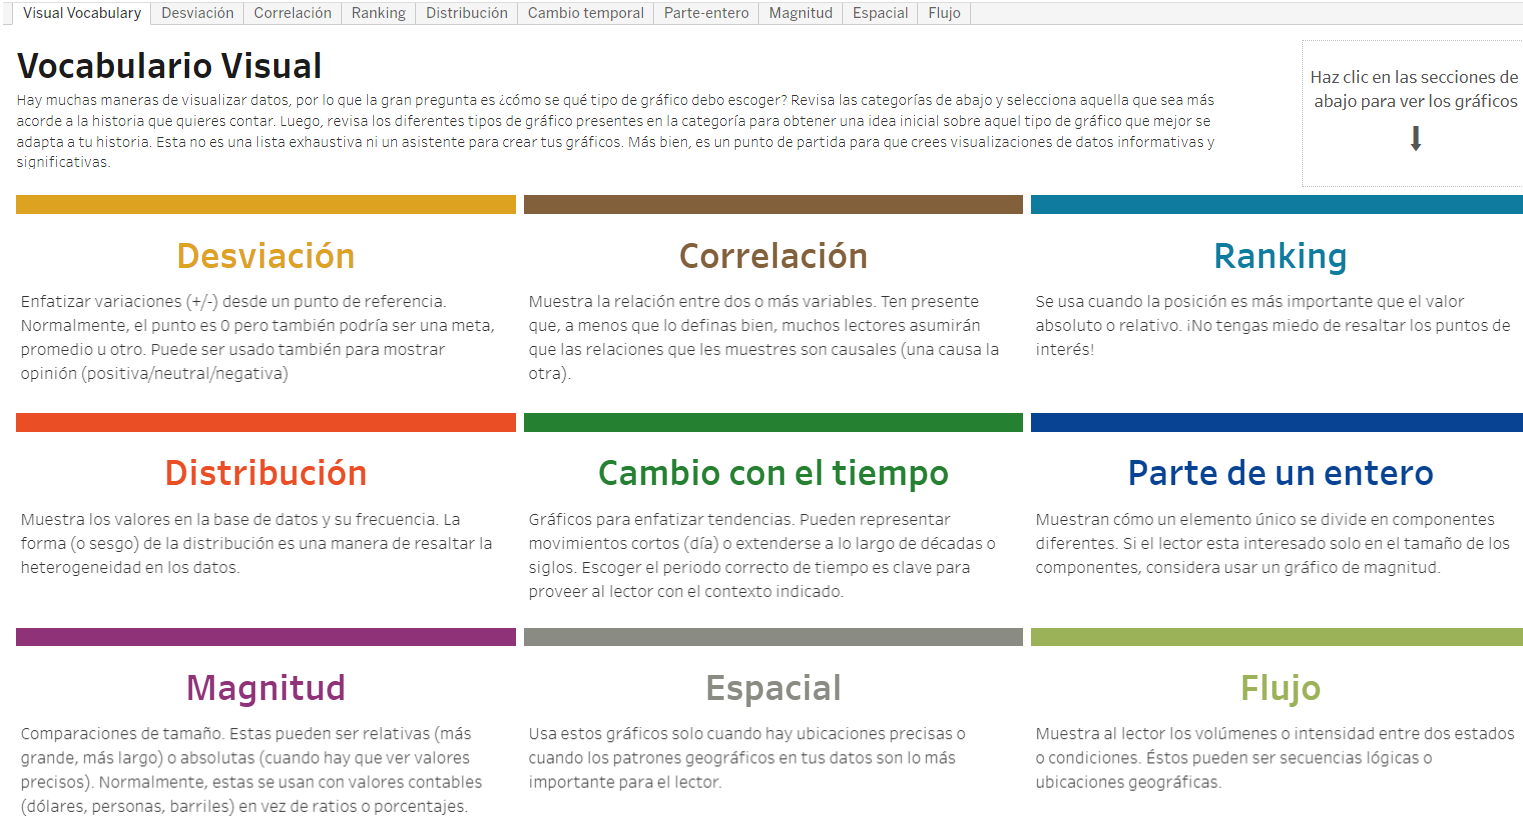 Visual Vocabulary Desviación Correlación Ranking Distribución Cambio temporal Parte-entero Magnitud Espacial Flujo
Vocabulario Visual
Hay muchas maneras de visualizar datos, por lo que la gran pregunta es ¿cómo se qué tipo de gráfico debo escoger? Revisa las categorías de abajo y selecciona aquella que sea más
acorde a la historia que quieres contar. Luego, revisa los diferentes tipos de gráfico presentes en la categoría para obtener una idea inicial sobre aquel tipo de gráfico que mejor se
adapta a tu historia. Esta no es una lista exhaustiva ni un asistente para crear tus gráficos. Más bien, es un punto de partida para que crees visualizaciones de datos informativas y
significativas.
Haz clic en las secciones de
abajo para ver los gráficos
Desviación
Enfatizar variaciones (+/-) desde un punto de referencia.
Normalmente, el punto es 0 pero también podría ser una meta,
promedio u otro. Puede ser usado también para mostrar
opinión (positiva/neutral/negativa)
Correlación
Muestra la relación entre dos o más variables. Ten presente
que, a menos que lo definas bien, muchos lectores asumirán
que las relaciones que les muestres son causales (una causa la
otra).
Ranking
Se usa cuando la posición es más importante que el valor
absoluto o relativo. ¡No tengas miedo de resaltar los puntos de
interés!
Distribución
Muestra los valores en la base de datos y su frecuencia. La
forma (o sesgo) de la distribución es una manera de resaltar la
heterogeneidad en los datos.
Cambio con el tiempo
Gráficos para enfatizar tendencias. Pueden representar
movimientos cortos (día) o extenderse a lo largo de décadas o
siglos. Escoger el periodo correcto de tiempo es clave para
proveer al lector con el contexto indicado.
Parte de un entero
Muestran cómo un elemento único se divide en componentes
diferentes. Si el lector esta interesado solo en el tamaño de los
componentes, considera usar un gráfico de magnitud.
Magnitud
Comparaciones de tamaño. Estas pueden ser relativas (más
grande, más largo) o absolutas (cuando hay que ver valores
precisos). Normalmente, estas se usan con valores contables
(dólares, personas, barriles) en vez de ratios o porcentajes.
Espacial
Usa estos gráficos solo cuando hay ubicaciones precisas o
cuando los patrones geográficos en tus datos son lo más
importante para el lector.
Flujo
Muestra al lector los volúmenes o intensidad entre dos estados
o condiciones. Éstos pueden ser secuencias lógicas o
ubicaciones geográficas.